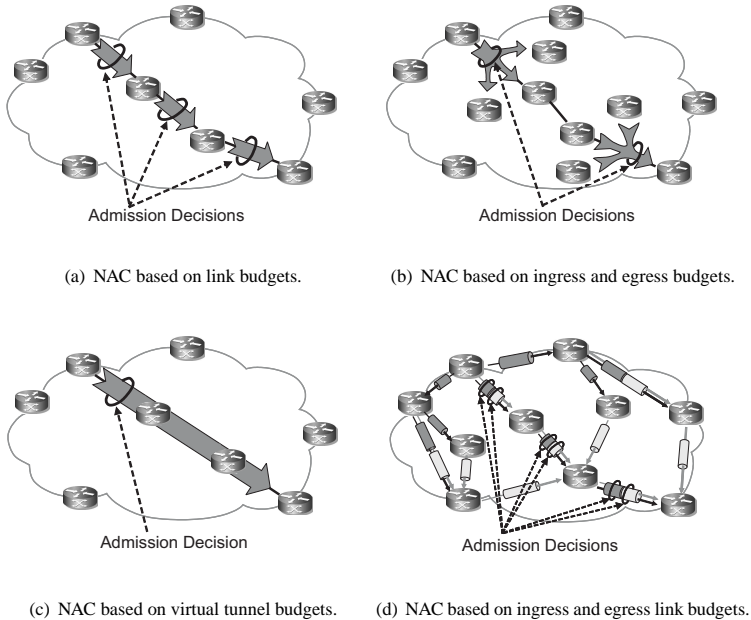 Admission Decisions
Admission Decisions
(a) NAC based on link budgets.
(b) NAC based on ingress and egress budgets.
Admission Decision
Admission Decisions
(c) NAC based on virtual tunnel budgets.
(d) NAC based on ingress and egress link budgets.